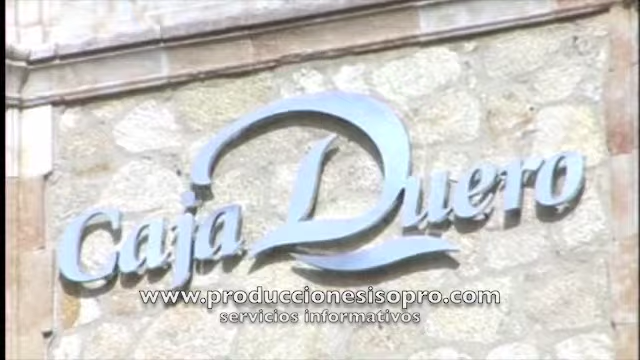 Caja Duero
www.produccionesisopro.com
servicios informativos